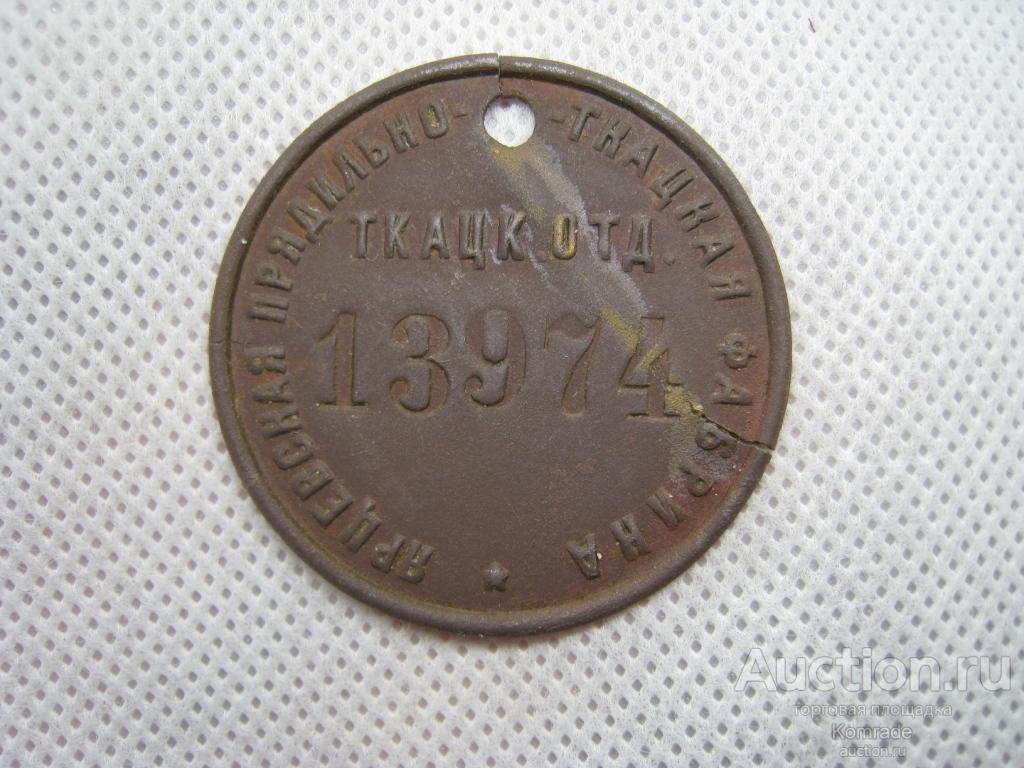 ЯРЦЕВСКАЯ ПРЯДИЛЬНО-
-ТКАЦКАЯ ФАБРИКА
ТКАЦК.ОТД.
13974
Auction.ru
торговая площадка
Komrade
auction.ru